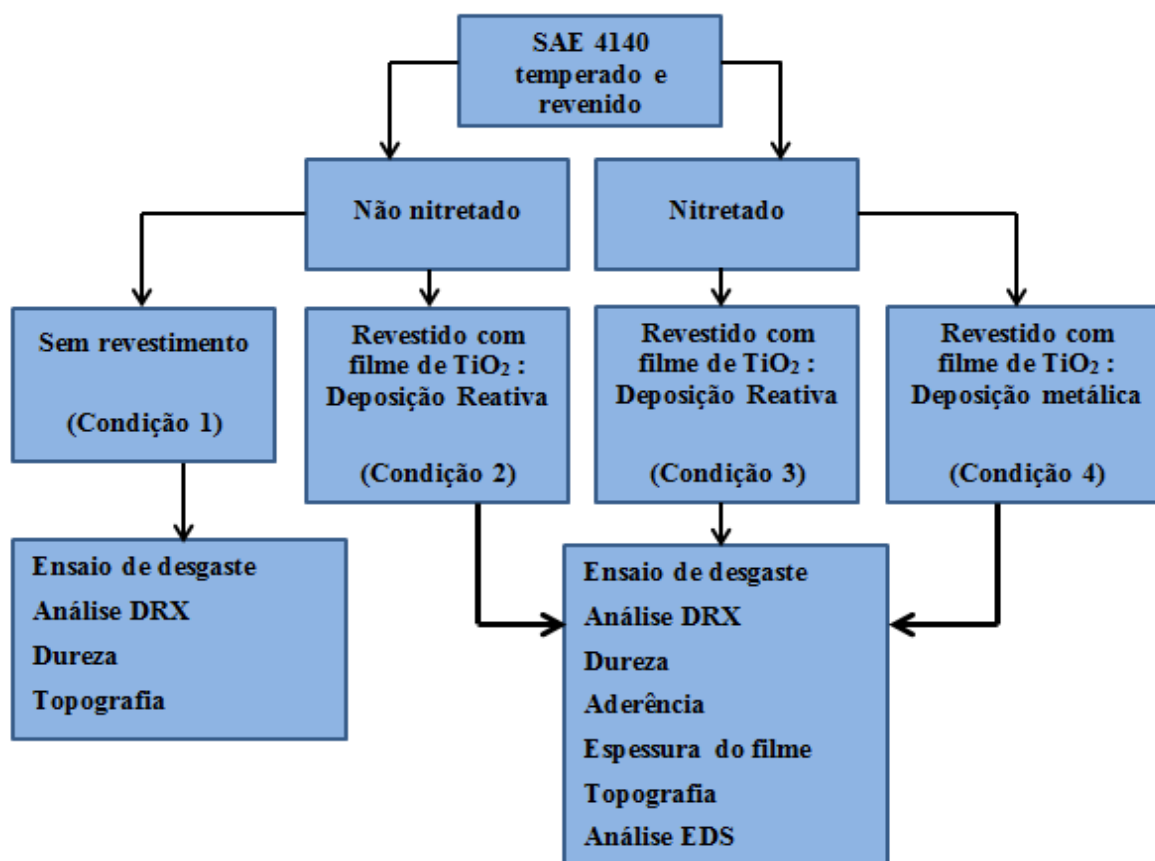 SAE 4140
temperado e
revenido
Não nitretado
Nitretado
Sem revestimento
(Condição 1)
Revestido com
filme de TiO₂ :
Deposição Reativa
(Condição 2)
Revestido com
filme de TiO₂ :
Deposição Reativa
(Condição 3)
Revestido com
filme de TiO₂ :
Deposição metálica
(Condição 4)
Ensaio de desgaste
Análise DRX
Dureza
Topografia
Ensaio de desgaste
Análise DRX
Dureza
Aderência
Espessura do filme
Topografia
Análise EDS